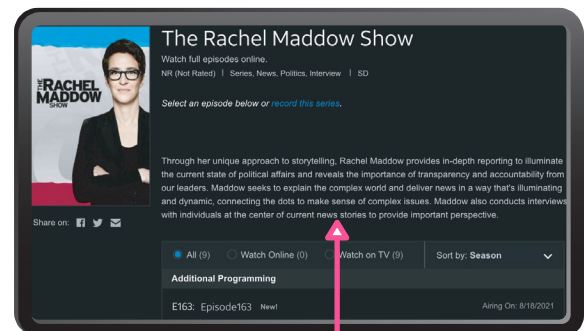 The Rachel Maddow Show
Watch full episodes online.
NR (Not Rated) | Series, News, Politics, Interview | SD
Select an episode below or record this series.
THE
RACHEL
MADDOW
SHOW
Through her unique approach to storytelling, Rachel Maddow provides in-depth reporting to illuminate
the current state of political affairs and reveals the importance of transparency and accountability from
our leaders. Maddow seeks to explain the complex world and deliver news in a way that's illuminating
and dynamic, connecting the dots to make sense of complex issues. Maddow also conducts interviews
with individuals at the center of current news stories to provide important perspective.
Share on:
All (9) Watch Online (0) Watch on TV (9) Sort by: Season
Additional Programming
E163: Episode163 New! Airing On: 8/18/2021